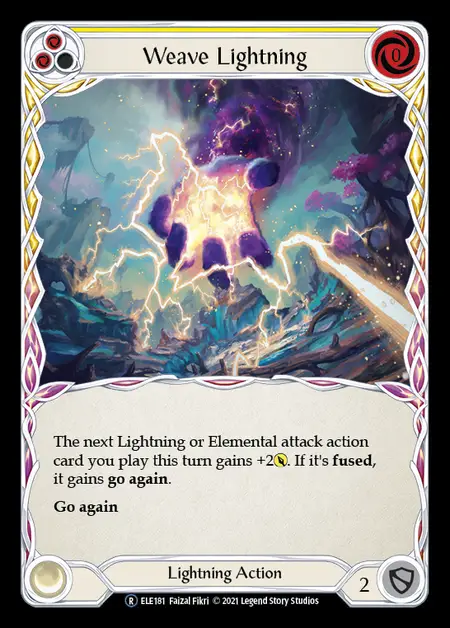 Weave Lightning
0
The next Lightning or Elemental attack action
card you play this turn gains +2. If it's fused,
it gains go again.
Go again
Lightning Action
2
R ELE181 Faizal Fikri © 2021 Legend Story Studios